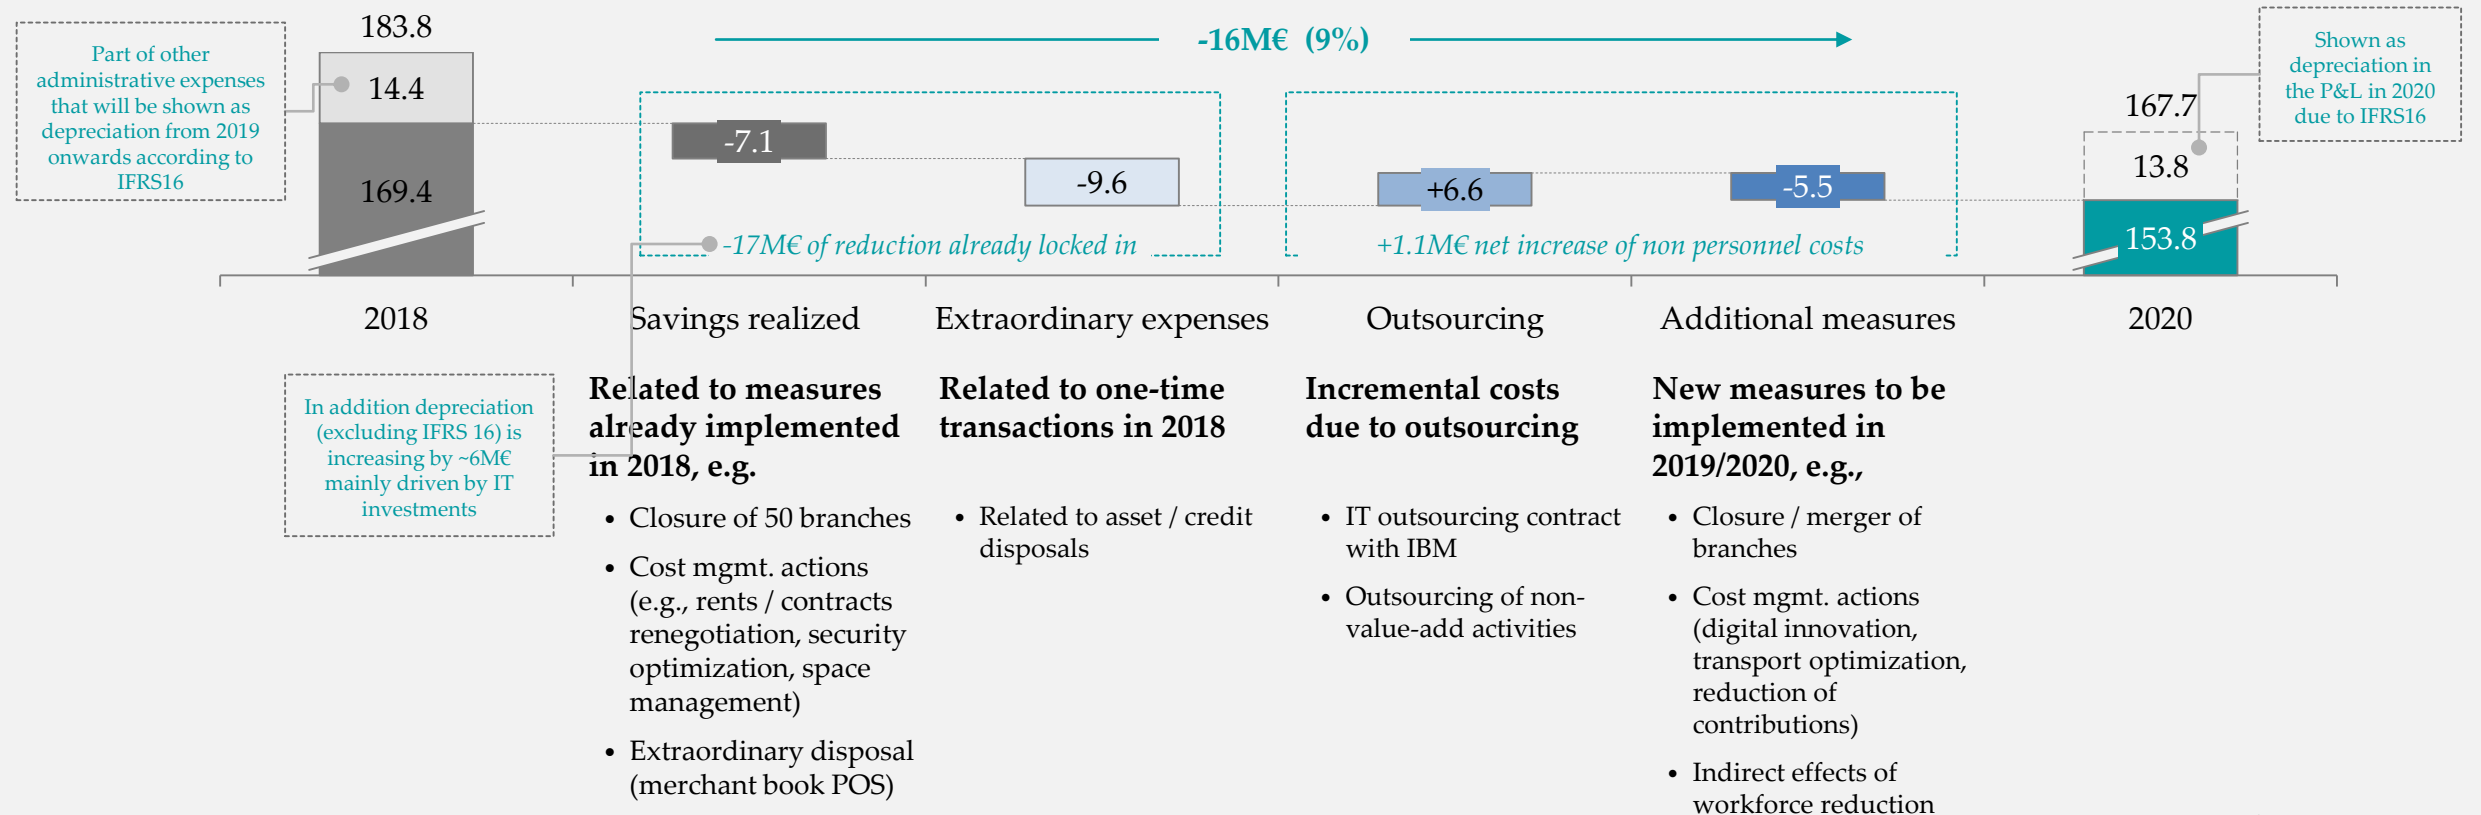 Part of other
administrative expenses
that will be shown as
depreciation from 2019
onwards according to
IFRS16
183.8
14.4
169.4
-16M€ (9%)
-7.1
-9.6
-17M€ of reduction already locked in
+6.6
-5.5
+1.1M€ net increase of non personnel costs
167.7
13.8
153.8
Shown as
depreciation in
the P&L in 2020
due to IFRS16
2018
Savings realized
Extraordinary expenses
Outsourcing
Additional measures
2020
In addition depreciation
(excluding IFRS 16) is
increasing by ~6M€
mainly driven by IT
investments
Related to measures
already implemented
in 2018, e.g.
• Closure of 50 branches
• Cost mgmt. actions
(e.g., rents / contracts
renegotiation, security
optimization, space
management)
• Extraordinary disposal
(merchant book POS)
Related to one-time
transactions in 2018
• Related to asset / credit
disposals
Incremental costs
due to outsourcing
• IT outsourcing contract
with IBM
• Outsourcing of non-
value-add activities
New measures to be
implemented in
2019/2020, e.g.,
• Closure / merger of
branches
• Cost mgmt. actions
(digital innovation,
transport optimization,
reduction of
contributions)
• Indirect effects of
workforce reduction